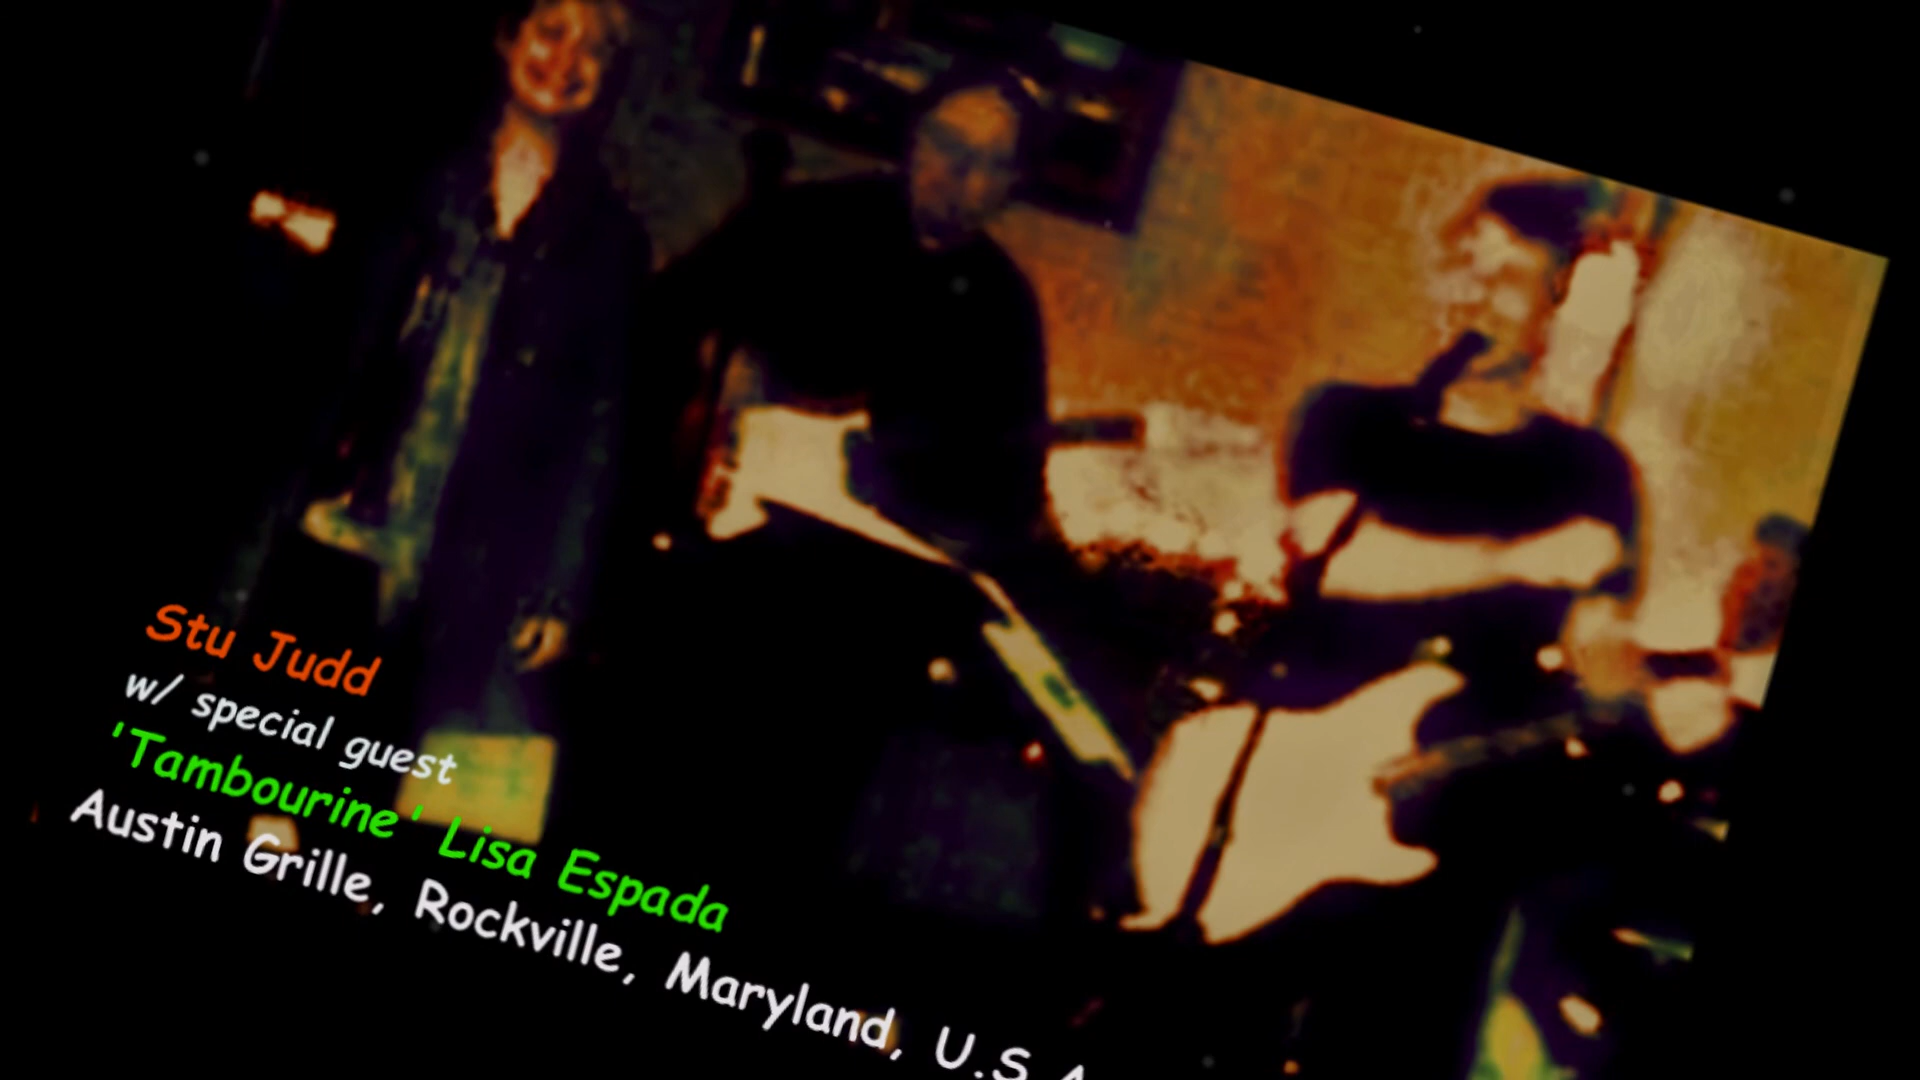 Stu Judd
w/ special guest
'Tambourine' Lisa Espada
Austin Grille, Rockville, Maryland, U.S.A